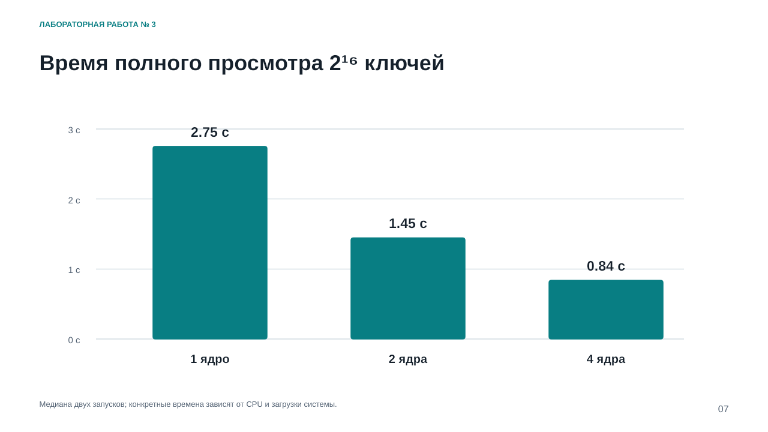 ЛАБОРАТОРНАЯ РАБОТА № 3
Время полного просмотра 2¹⁶ ключей
3 с
2.75 с
2 с
1.45 с
1 с
0.84 с
0 с
1 ядро
2 ядра
4 ядра
Медиана двух запусков; конкретные времена зависят от CPU и загрузки системы.
07